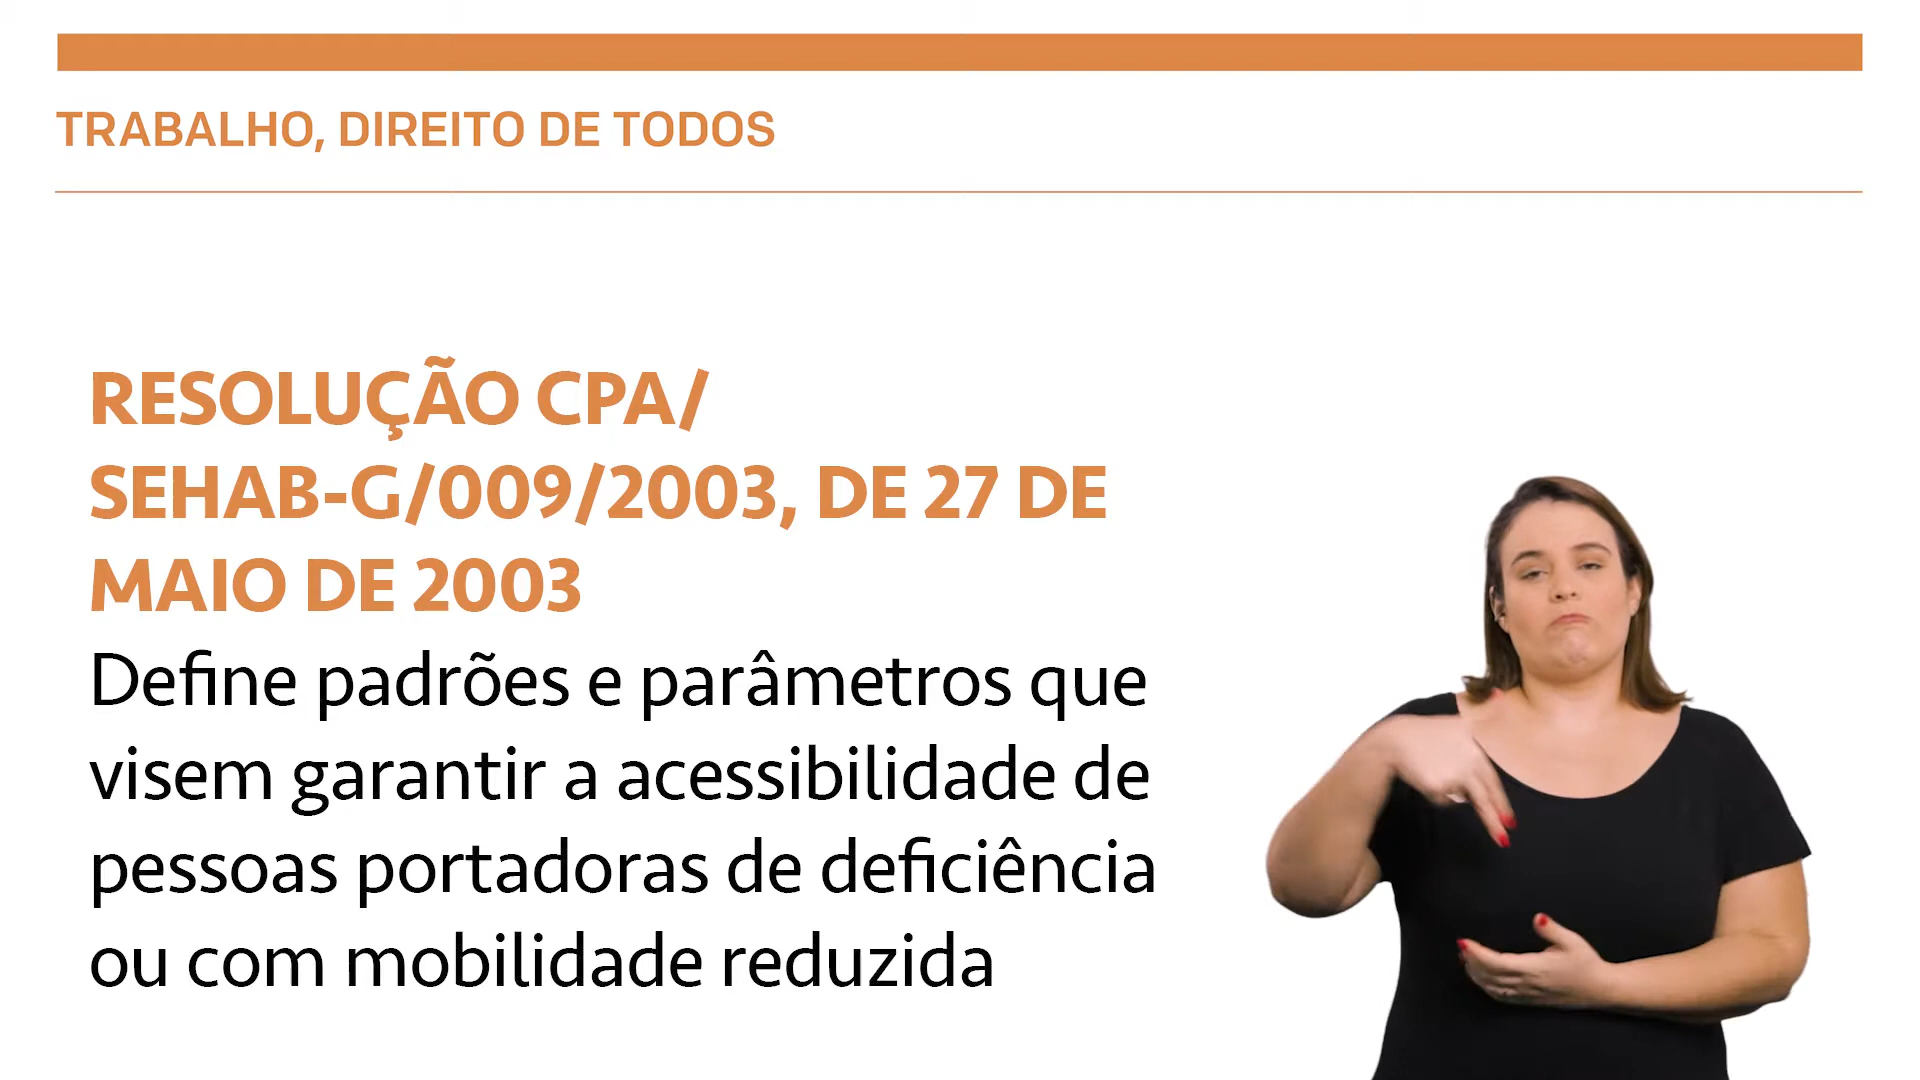 TRABALHO, DIREITO DE TODOS
RESOLUÇÃO CPA/
SEHAB-G/009/2003, DE 27 DE
MAIO DE 2003
Define padrões e parâmetros que
visem garantir a acessibilidade de
pessoas portadoras de deficiência
ou com mobilidade reduzida